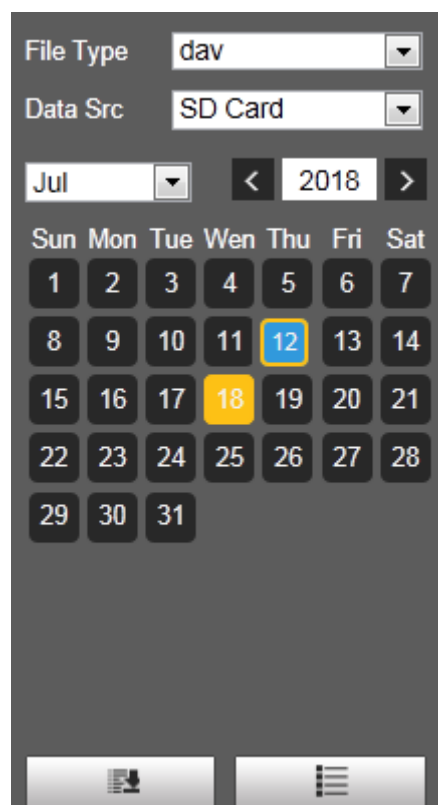 File Type dav
Data Src SD Card
Jul < 2018 >
Sun Mon Tue Wen Thu Fri Sat
1 2 3 4 5 6 7
8 9 10 11 12 13 14
15 16 17 18 19 20 21
22 23 24 25 26 27 28
29 30 31